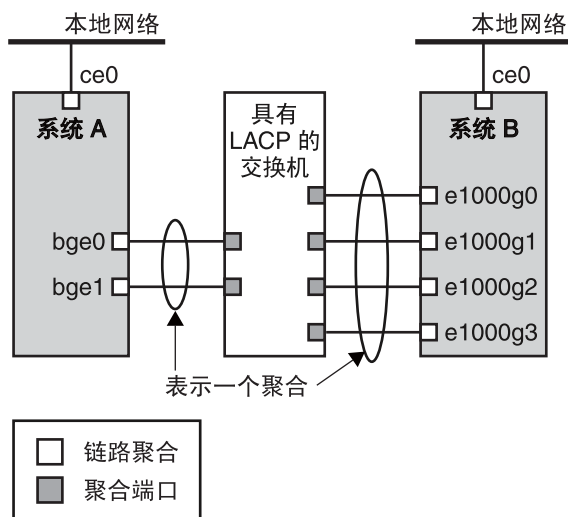 本地网络
本地网络
ce0
ce0
系统 A
具有
LACP 的
交换机
系统 B
bge0
bge1
e1000g0
e1000g1
e1000g2
e1000g3
表示一个聚合
链路聚合
聚合端口